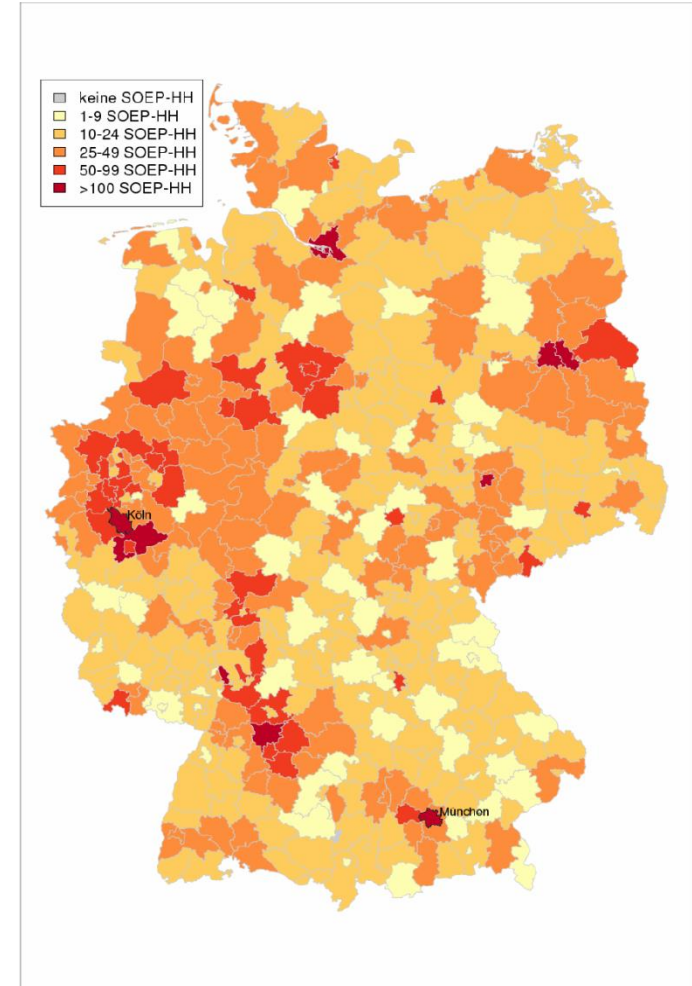 keine SOEP-HH
1-9 SOEP-HH
10-24 SOEP-HH
25-49 SOEP-HH
50-99 SOEP-HH
>100 SOEP-HH
Köln
München